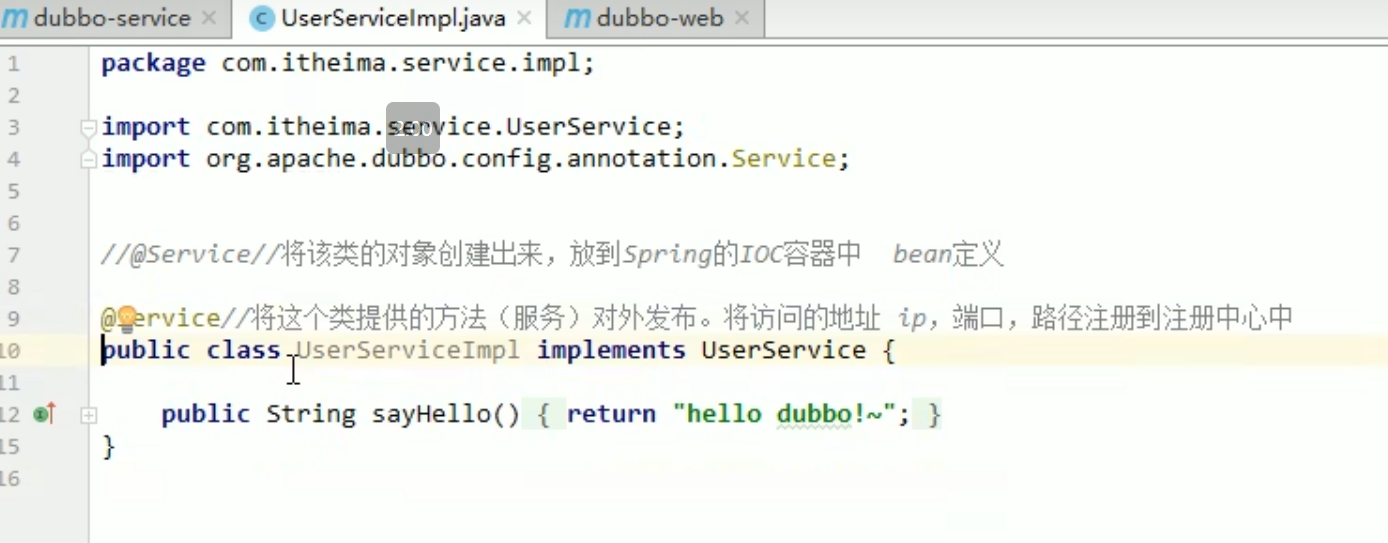 dubbo-service UserServiceImpl.java dubbo-web
1 package com.itheima.service.impl;
2
3 import com.itheima.service.UserService;
4 import org.apache.dubbo.config.annotation.Service;
5
6
7 //@Service//将该类的对象创建出来，放到Spring的IOC容器中 bean定义
8
9 @Service//将这个类提供的方法（服务）对外发布。将访问的地址 ip，端口，路径注册到注册中心中
10 public class UserServiceImpl implements UserService {
11
12 public String sayHello() { return "hello dubbo!~"; }
15 }
16